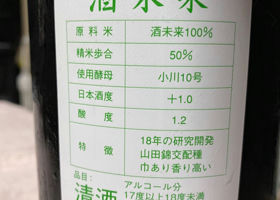 酒未来
原料米 酒未来100%
精米歩合 50%
使用酵母 小川10号
日本酒度 +1.0
酸度 1.2
特徴 18年の研究開発
山田錦交配種
巾あり香り高い
品目:
清酒 アルコール分
17度以上18度未満